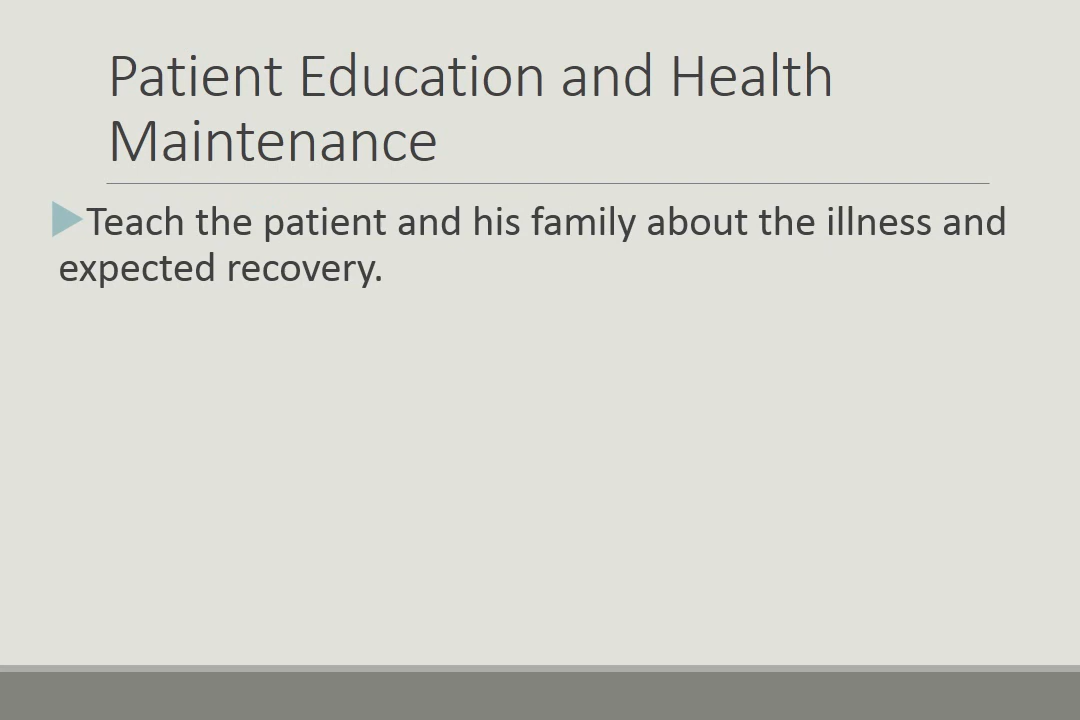 Patient Education and Health
Maintenance
Teach the patient and his family about the illness and
expected recovery.